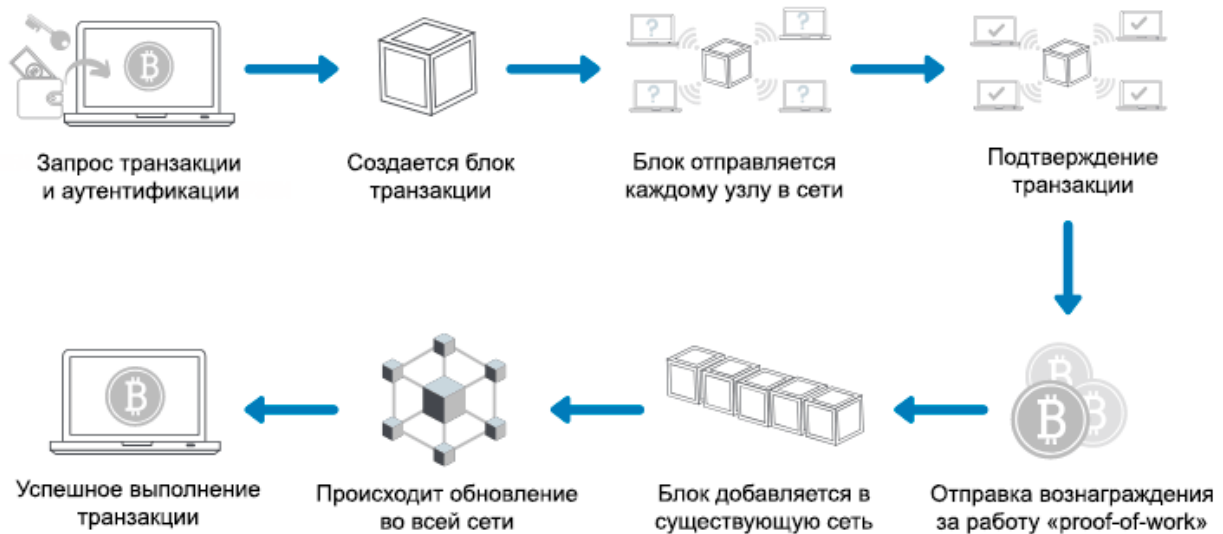 Запрос транзакции
и аутентификации
Создается блок
транзакции
Блок отправляется
каждому узлу в сети
Подтверждение
транзакции
Успешное выполнение
транзакции
Происходит обновление
во всей сети
Блок добавляется в
существующую сеть
Отправка вознаграждения
за работу «proof-of-work»